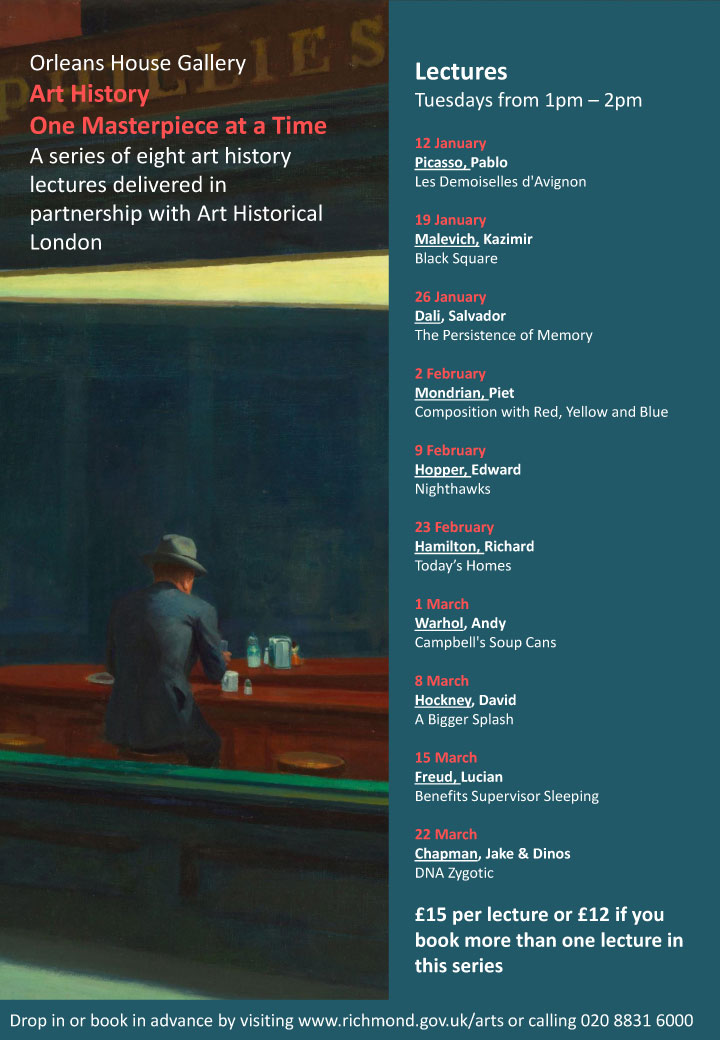 PHILLIES
Orleans House Gallery
Art History
One Masterpiece at a Time
A series of eight art history
lectures delivered in
partnership with Art Historical
London
Lectures
Tuesdays from 1pm – 2pm
12 January
Picasso, Pablo
Les Demoiselles d'Avignon
19 January
Malevich, Kazimir
Black Square
26 January
Dali, Salvador
The Persistence of Memory
2 February
Mondrian, Piet
Composition with Red, Yellow and Blue
9 February
Hopper, Edward
Nighthawks
23 February
Hamilton, Richard
Today’s Homes
1 March
Warhol, Andy
Campbell's Soup Cans
8 March
Hockney, David
A Bigger Splash
15 March
Freud, Lucian
Benefits Supervisor Sleeping
22 March
Chapman, Jake & Dinos
DNA Zygotic
£15 per lecture or £12 if you
book more than one lecture in
this series
Drop in or book in advance by visiting www.richmond.gov.uk/arts or calling 020 8831 6000